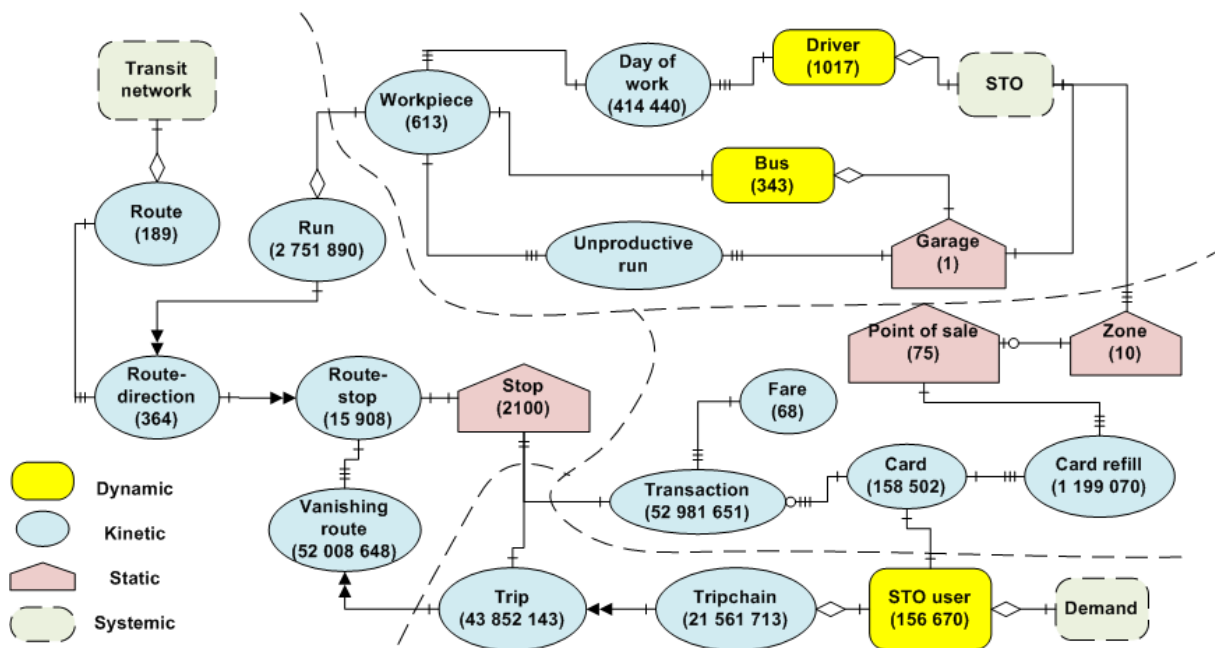 Transit
network
Workpiece
(613)
Day of
work
(414 440)
Driver
(1017)
STO
Bus
(343)
Route
(189)
Run
(2 751 890)
Unproductive
run
Garage
(1)
Route-
direction
(364)
Route-
stop
(15 908)
Stop
(2100)
Fare
(68)
Point of sale
(75)
Zone
(10)
Vanishing
route
(52 008 648)
Transaction
(52 981 651)
Card
(158 502)
Card refill
(1 199 070)
Trip
(43 852 143)
Tripchain
(21 561 713)
STO user
(156 670)
Demand
Dynamic
Kinetic
Static
Systemic